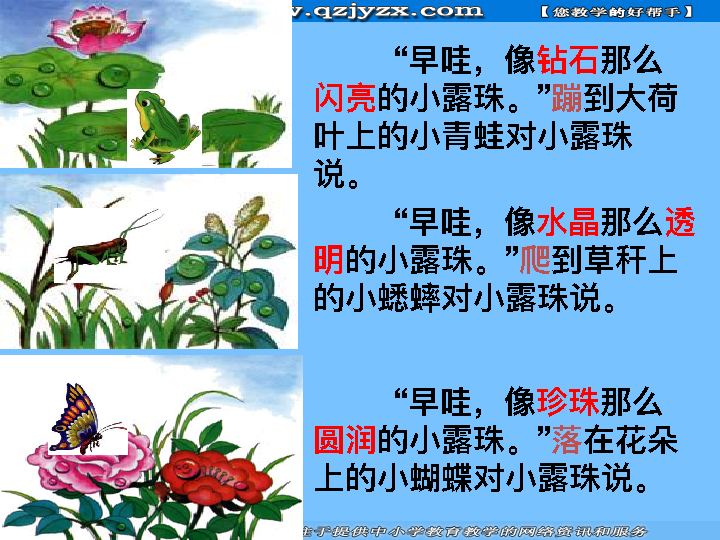 w.qzjyzx.com 【您教学的好帮手】
“早哇，像钻石那么
闪亮的小露珠。”蹦到大荷
叶上的小青蛙对小露珠
说。
“早哇，像水晶那么透
明的小露珠。”爬到草秆上
的小蟋蟀对小露珠说。
“早哇，像珍珠那么
圆润的小露珠。”落在花朵
上的小蝴蝶对小露珠说。
注于提供中小学教育教学的网络资讯和服务